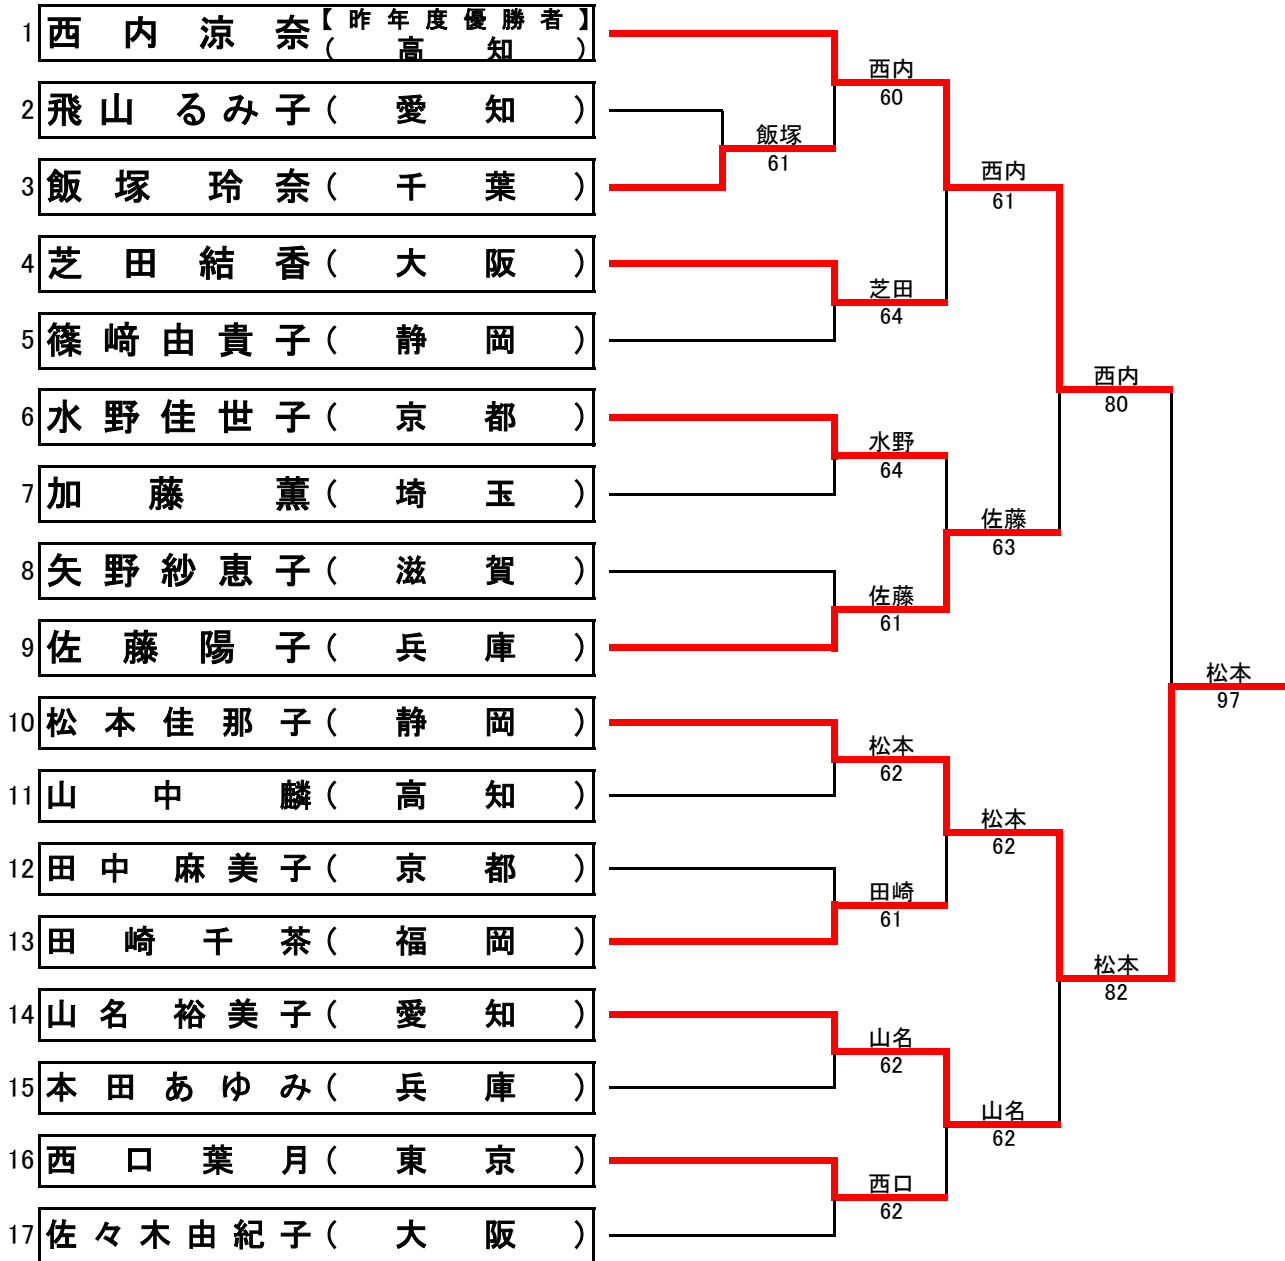 1 西内涼奈 【昨年度優勝者】
(高知)
2 飛山 るみ子 (愛知)
3 飯塚 玲奈 (千葉)
4 芝田結香 (大阪)
5 篠﨑由貴子 (静岡)
6 水野佳世子 (京都)
7 加藤 薫 (埼玉)
8 矢野紗恵子 (滋賀)
9 佐藤陽子 (兵庫)
10 松本佳那子 (静岡)
11 山中 麟 (高知)
12 田中 麻美子 (京都)
13 田崎千茶 (福岡)
14 山名 裕美子 (愛知)
15 本田あゆみ (兵庫)
16 西口葉月 (東京)
17 佐々木由紀子 (大阪)
飯塚
61
西内
60
芝田
64
水野
64
佐藤
61
松本
62
田崎
61
山名
62
西口
62
西内
61
佐藤
63
松本
62
山名
62
西内
80
松本
82
松本
97